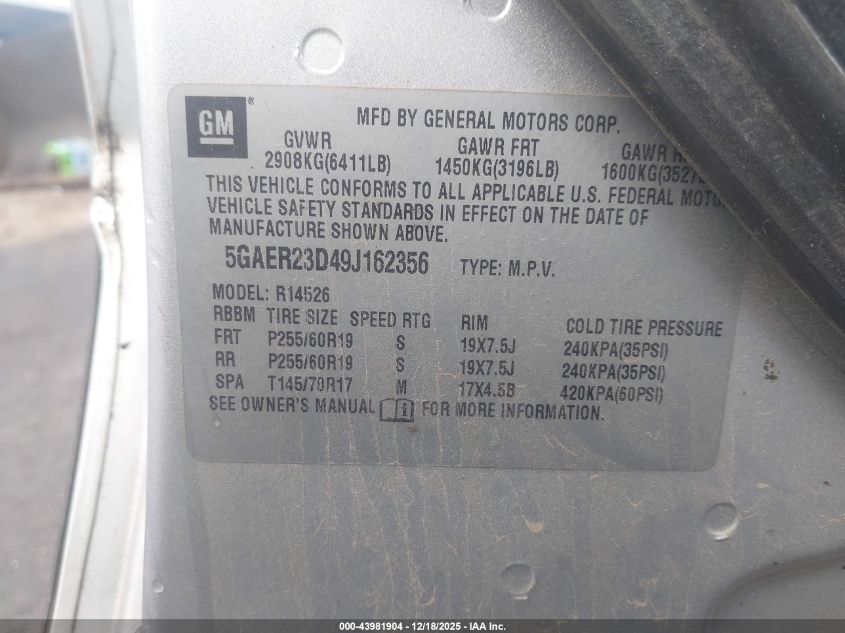 GM ® MFD BY GENERAL MOTORS CORP.
GVWR GAWR FRT GAWR
2908KG(6411LB) 1450KG(3196LB) 1600KG(3527
THIS VEHICLE CONFORMS TO ALL APPLICABLE U.S. FEDERAL
VEHICLE SAFETY STANDARDS IN EFFECT ON THE DATE OF
MANUFACTURE SHOWN ABOVE.
5GAER23D49J162356 TYPE: M.P.V.
MODEL: R14526
RBBM TIRE SIZE SPEED RTG RIM COLD TIRE PRESSURE
FRT P255/60R19 S 19X7.5J 240KPA(35PSI)
RR P255/60R19 S 19X7.5J 240KPA(35PSI)
SPA T145/70R17 M 17X4.5B 420KPA(60PSI)
SEE OWNER'S MANUAL FOR MORE INFORMATION.
000-43981904 - 12/18/2025 - IAA Inc.